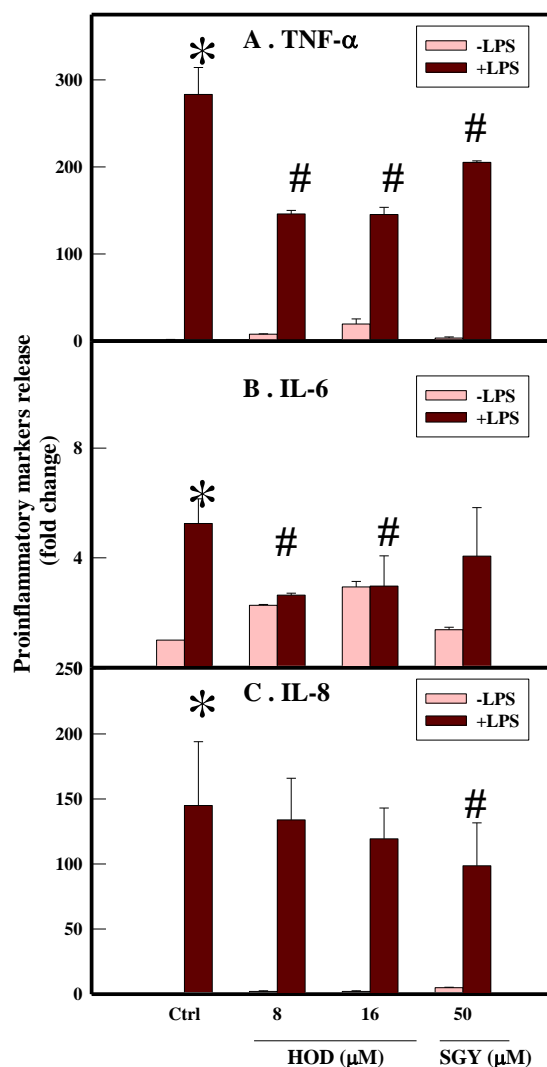 A . TNF-α
-LPS
+LPS
*
#
#
#
300
200
100
0
B . IL-6
-LPS
+LPS
*
#
#
8
4
Proinflammatory markers release
(fold change)
250
C . IL-8
-LPS
+LPS
*
#
200
150
100
50
0
Ctrl 8 16 50
HOD (μM) SGY (μM)